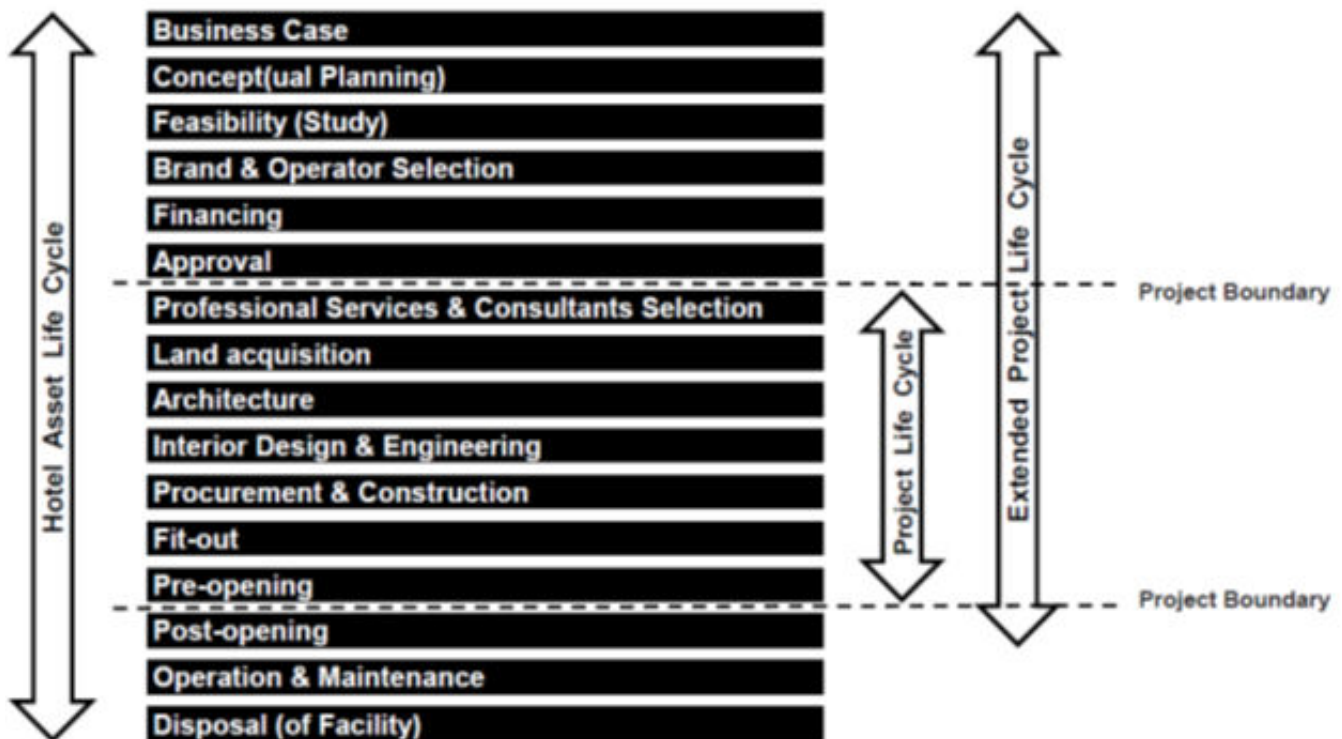 Business Case
Concept(ual Planning)
Feasibility (Study)
Brand & Operator Selection
Financing
Approval
Project Boundary
Professional Services & Consultants Selection
Land acquisition
Architecture
Interior Design & Engineering
Procurement & Construction
Fit-out
Pre-opening
Project Boundary
Post-opening
Operation & Maintenance
Disposal (of Facility)
Hotel Asset Life Cycle
Project Life Cycle
Extended Project Life Cycle